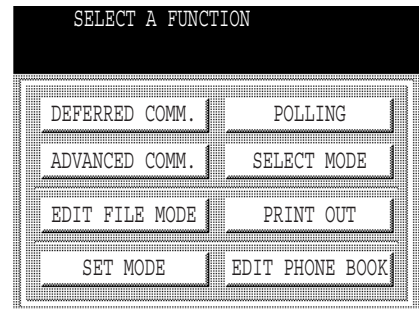 SELECT A FUNCTION
DEFERRED COMM. POLLING
ADVANCED COMM. SELECT MODE
EDIT FILE MODE PRINT OUT
SET MODE EDIT PHONE BOOK